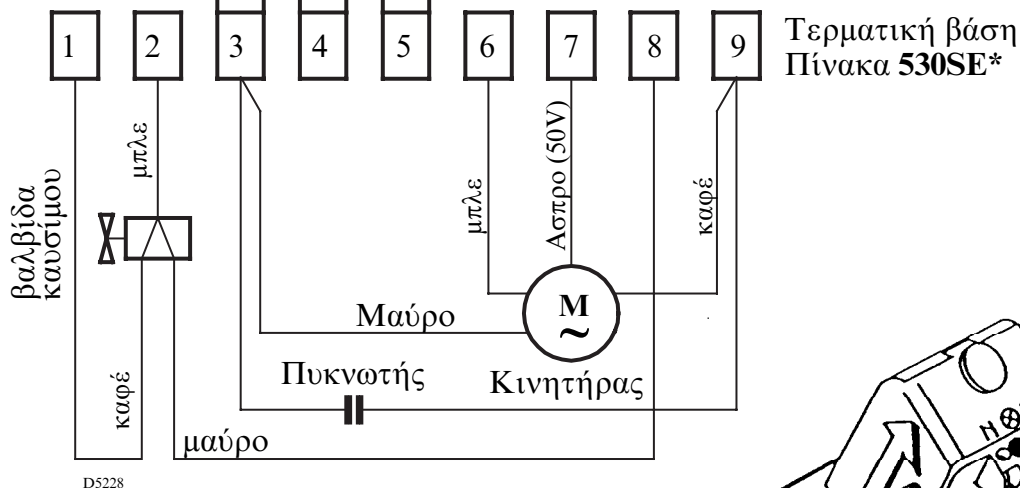 1 2 3 4 5 6 7 8 9
Τερματική βάση
Πίνακα 530SE*
μπλε
βαλβίδα
καυσίμου
μπλε
Ασπρο (50V)
καφέ
M
~
Μαύρο
Πυκνωτής
Κινητήρας
καφέ
μαύρο
D5228
N